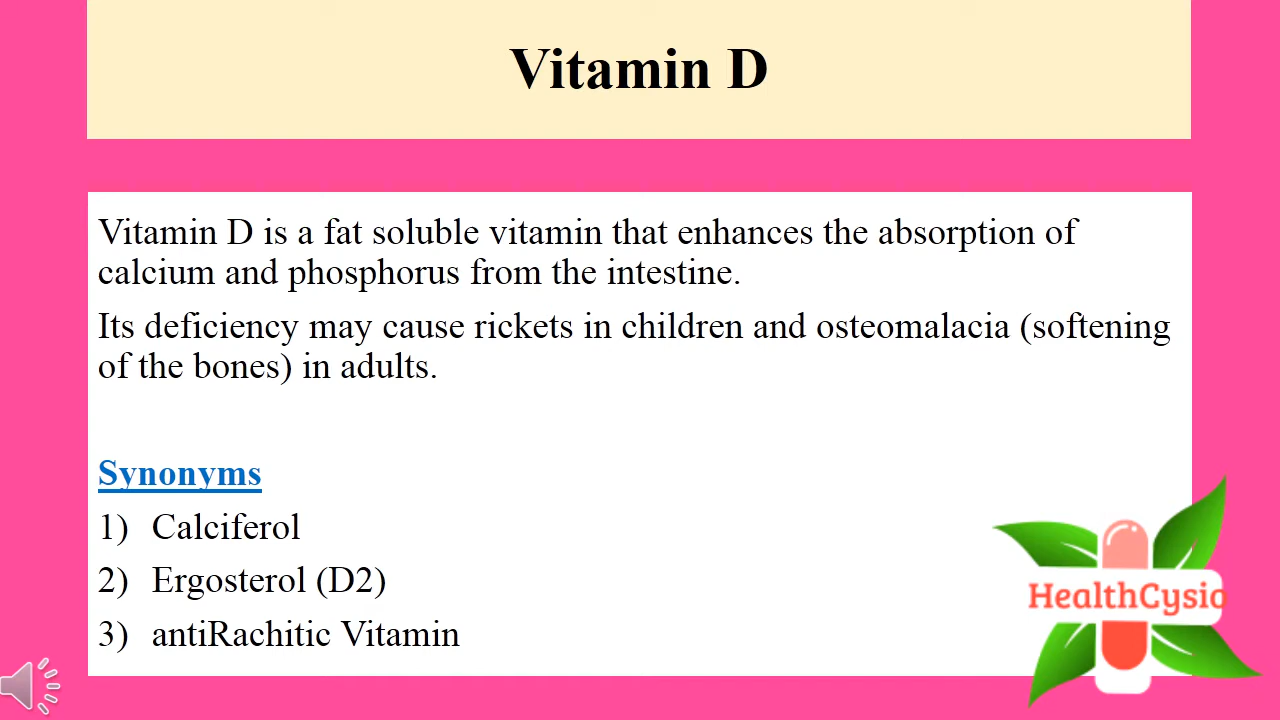 Vitamin D
Vitamin D is a fat soluble vitamin that enhances the absorption of
calcium and phosphorus from the intestine.
Its deficiency may cause rickets in children and osteomalacia (softening
of the bones) in adults.
Synonyms
1) Calciferol
2) Ergosterol (D2)
3) antiRachitic Vitamin
HealthCysio